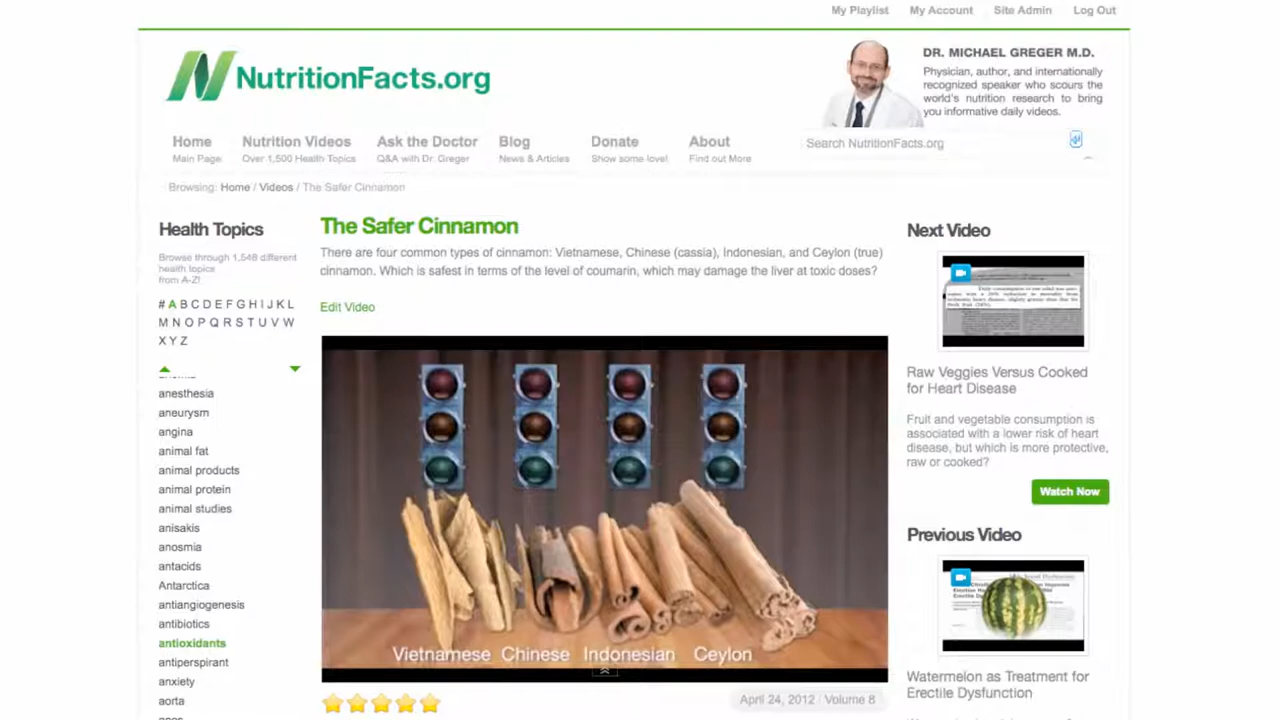 My Playlist My Account Site Admin Log Out
NutritionFacts.org
DR. MICHAEL GREGER M.D.
Physician, author, and internationally
recognized speaker who scours the
world's nutrition research to bring
you informative daily videos.
Home Nutrition Videos Ask the Doctor Blog Donate About
Main Page Over 1,500 Health Topics Q&A with Dr. Greger News & Articles Show some love! Find out More
Search NutritionFacts.org
Browsing: Home / Videos / The Safer Cinnamon
Health Topics
Browse through 1,548 different
health topics
from A-Z!
# A B C D E F G H I J K L
M N O P Q R S T U V W
X Y Z
anesthesia
aneurysm
angina
animal fat
animal products
animal protein
animal studies
anisakis
anosmia
antacids
Antarctica
antiangiogenesis
antibiotics
antioxidants
antiperspirant
anxiety
aorta
The Safer Cinnamon
There are four common types of cinnamon: Vietnamese, Chinese (cassia), Indonesian, and Ceylon (true)
cinnamon. Which is safest in terms of the level of coumarin, which may damage the liver at toxic doses?
Edit Video
Vietnamese Chinese Indonesian Ceylon
April 24, 2012 | Volume 8
Next Video
Raw Veggies Versus Cooked
for Heart Disease
Fruit and vegetable consumption is
associated with a lower risk of heart
disease, but which is more protective,
raw or cooked?
Watch Now
Previous Video
Watermelon as Treatment for
Erectile Dysfunction